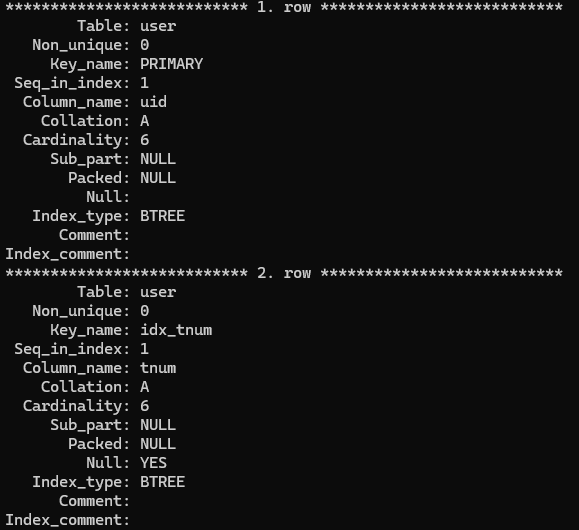 *************************** 1. row ***************************
        Table: user
   Non_unique: 0
     Key_name: PRIMARY
 Seq_in_index: 1
  Column_name: uid
    Collation: A
  Cardinality: 6
     Sub_part: NULL
       Packed: NULL
         Null:
   Index_type: BTREE
      Comment:
Index_comment:
*************************** 2. row ***************************
        Table: user
   Non_unique: 0
     Key_name: idx_tnum
 Seq_in_index: 1
  Column_name: tnum
    Collation: A
  Cardinality: 6
     Sub_part: NULL
       Packed: NULL
         Null: YES
   Index_type: BTREE
      Comment:
Index_comment: